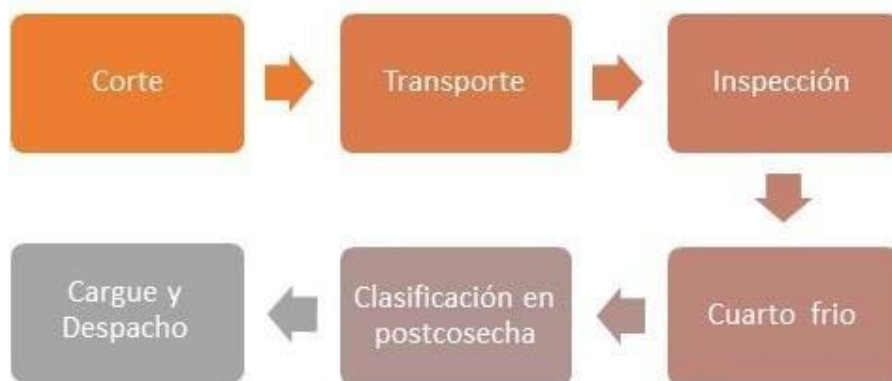 Corte
Transporte
Inspección
Cuarto frio
Clasificación en
postcosecha
Cargue y
Despacho